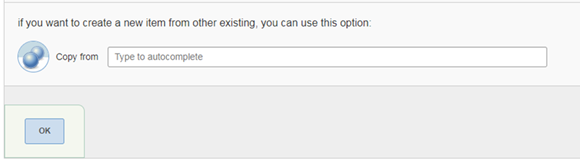 if you want to create a new item from other existing, you can use this option:
Copy from Type to autocomplete
OK